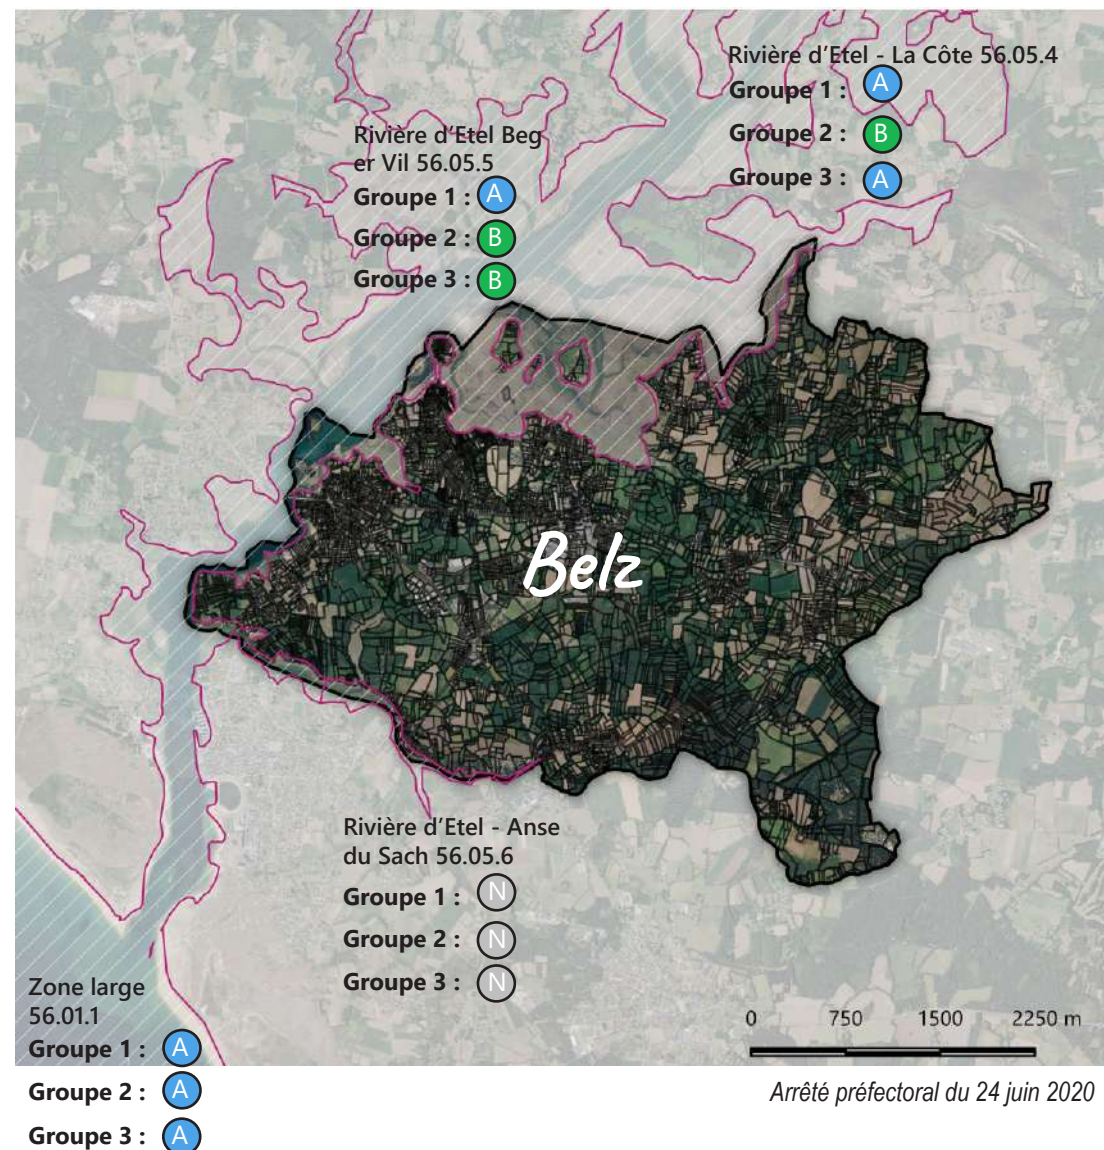 Rivière d'Etel - La Côte 56.05.4
Groupe 1 : A
Groupe 2 : B
Groupe 3 : A
Rivière d'Etel Beg
er Vil 56.05.5
Groupe 1 : A
Groupe 2 : B
Groupe 3 : B
Belz
Rivière d'Etel - Anse
du Sach 56.05.6
Groupe 1 : N
Groupe 2 : N
Groupe 3 : N
Zone large
56.01.1
Groupe 1 : A
Groupe 2 : A
Groupe 3 : A
0 750 1500 2250 m
Arrêté préfectoral du 24 juin 2020